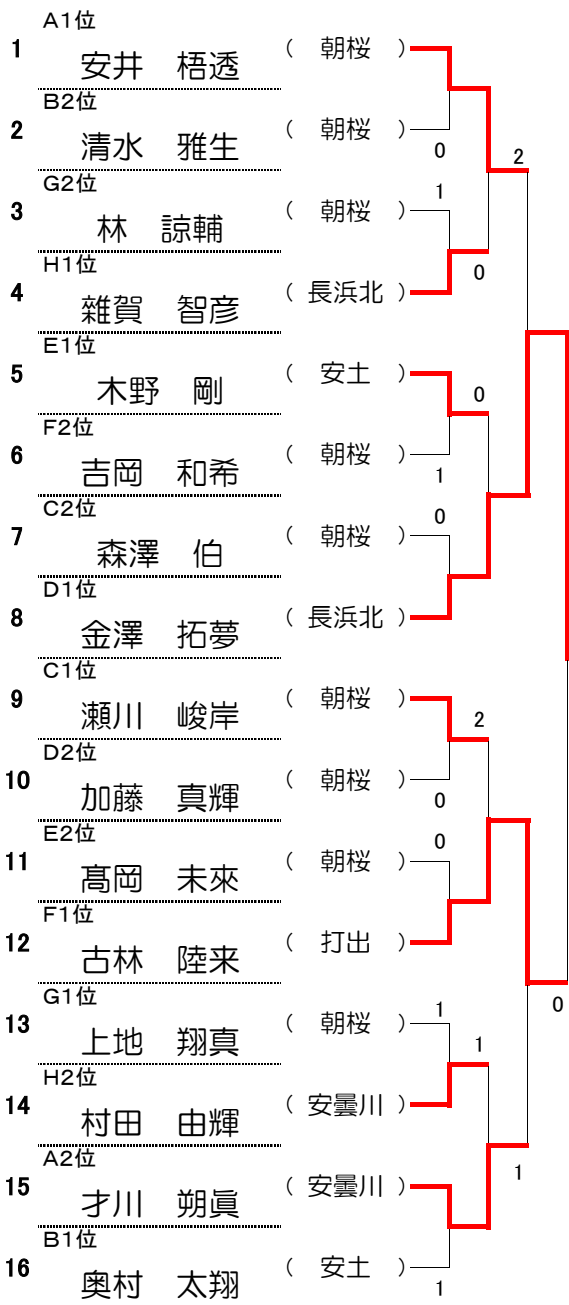 A1位
1 安井 梧透 ( 朝桜 )
B2位
2 清水 雅生 ( 朝桜 )
0
2
G2位
3 林 諒輔 ( 朝桜 )
1
H1位
4 雑賀 智彦 ( 長浜北 )
0
E1位
5 木野 剛 ( 安土 )
0
F2位
6 吉岡 和希 ( 朝桜 )
1
C2位
7 森澤 伯 ( 朝桜 )
0
D1位
8 金澤 拓夢 ( 長浜北 )
C1位
9 瀬川 峻岸 ( 朝桜 )
2
D2位
10 加藤 真輝 ( 朝桜 )
0
E2位
11 髙岡 未來 ( 朝桜 )
0
F1位
12 古林 陸来 ( 打出 )
G1位
13 上地 翔真 ( 朝桜 )
1
0
1
H2位
14 村田 由輝 ( 安曇川 )
A2位
15 才川 朔眞 ( 安曇川 )
1
B1位
16 奥村 太翔 ( 安土 )
1